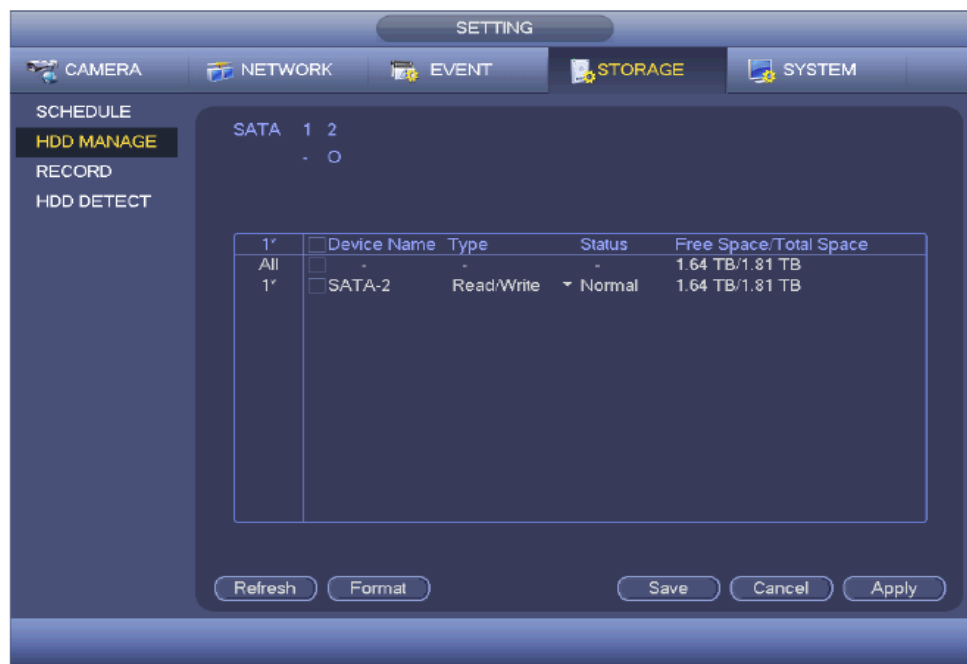 SETTING
CAMERA NETWORK EVENT STORAGE SYSTEM
SCHEDULE
HDD MANAGE
RECORD
HDD DETECT
SATA 1 2
- O
1* Device Name Type Status Free Space/Total Space
All - - - 1.64 TB/1.81 TB
1* SATA-2 Read/Write Normal 1.64 TB/1.81 TB
Refresh Format Save Cancel Apply